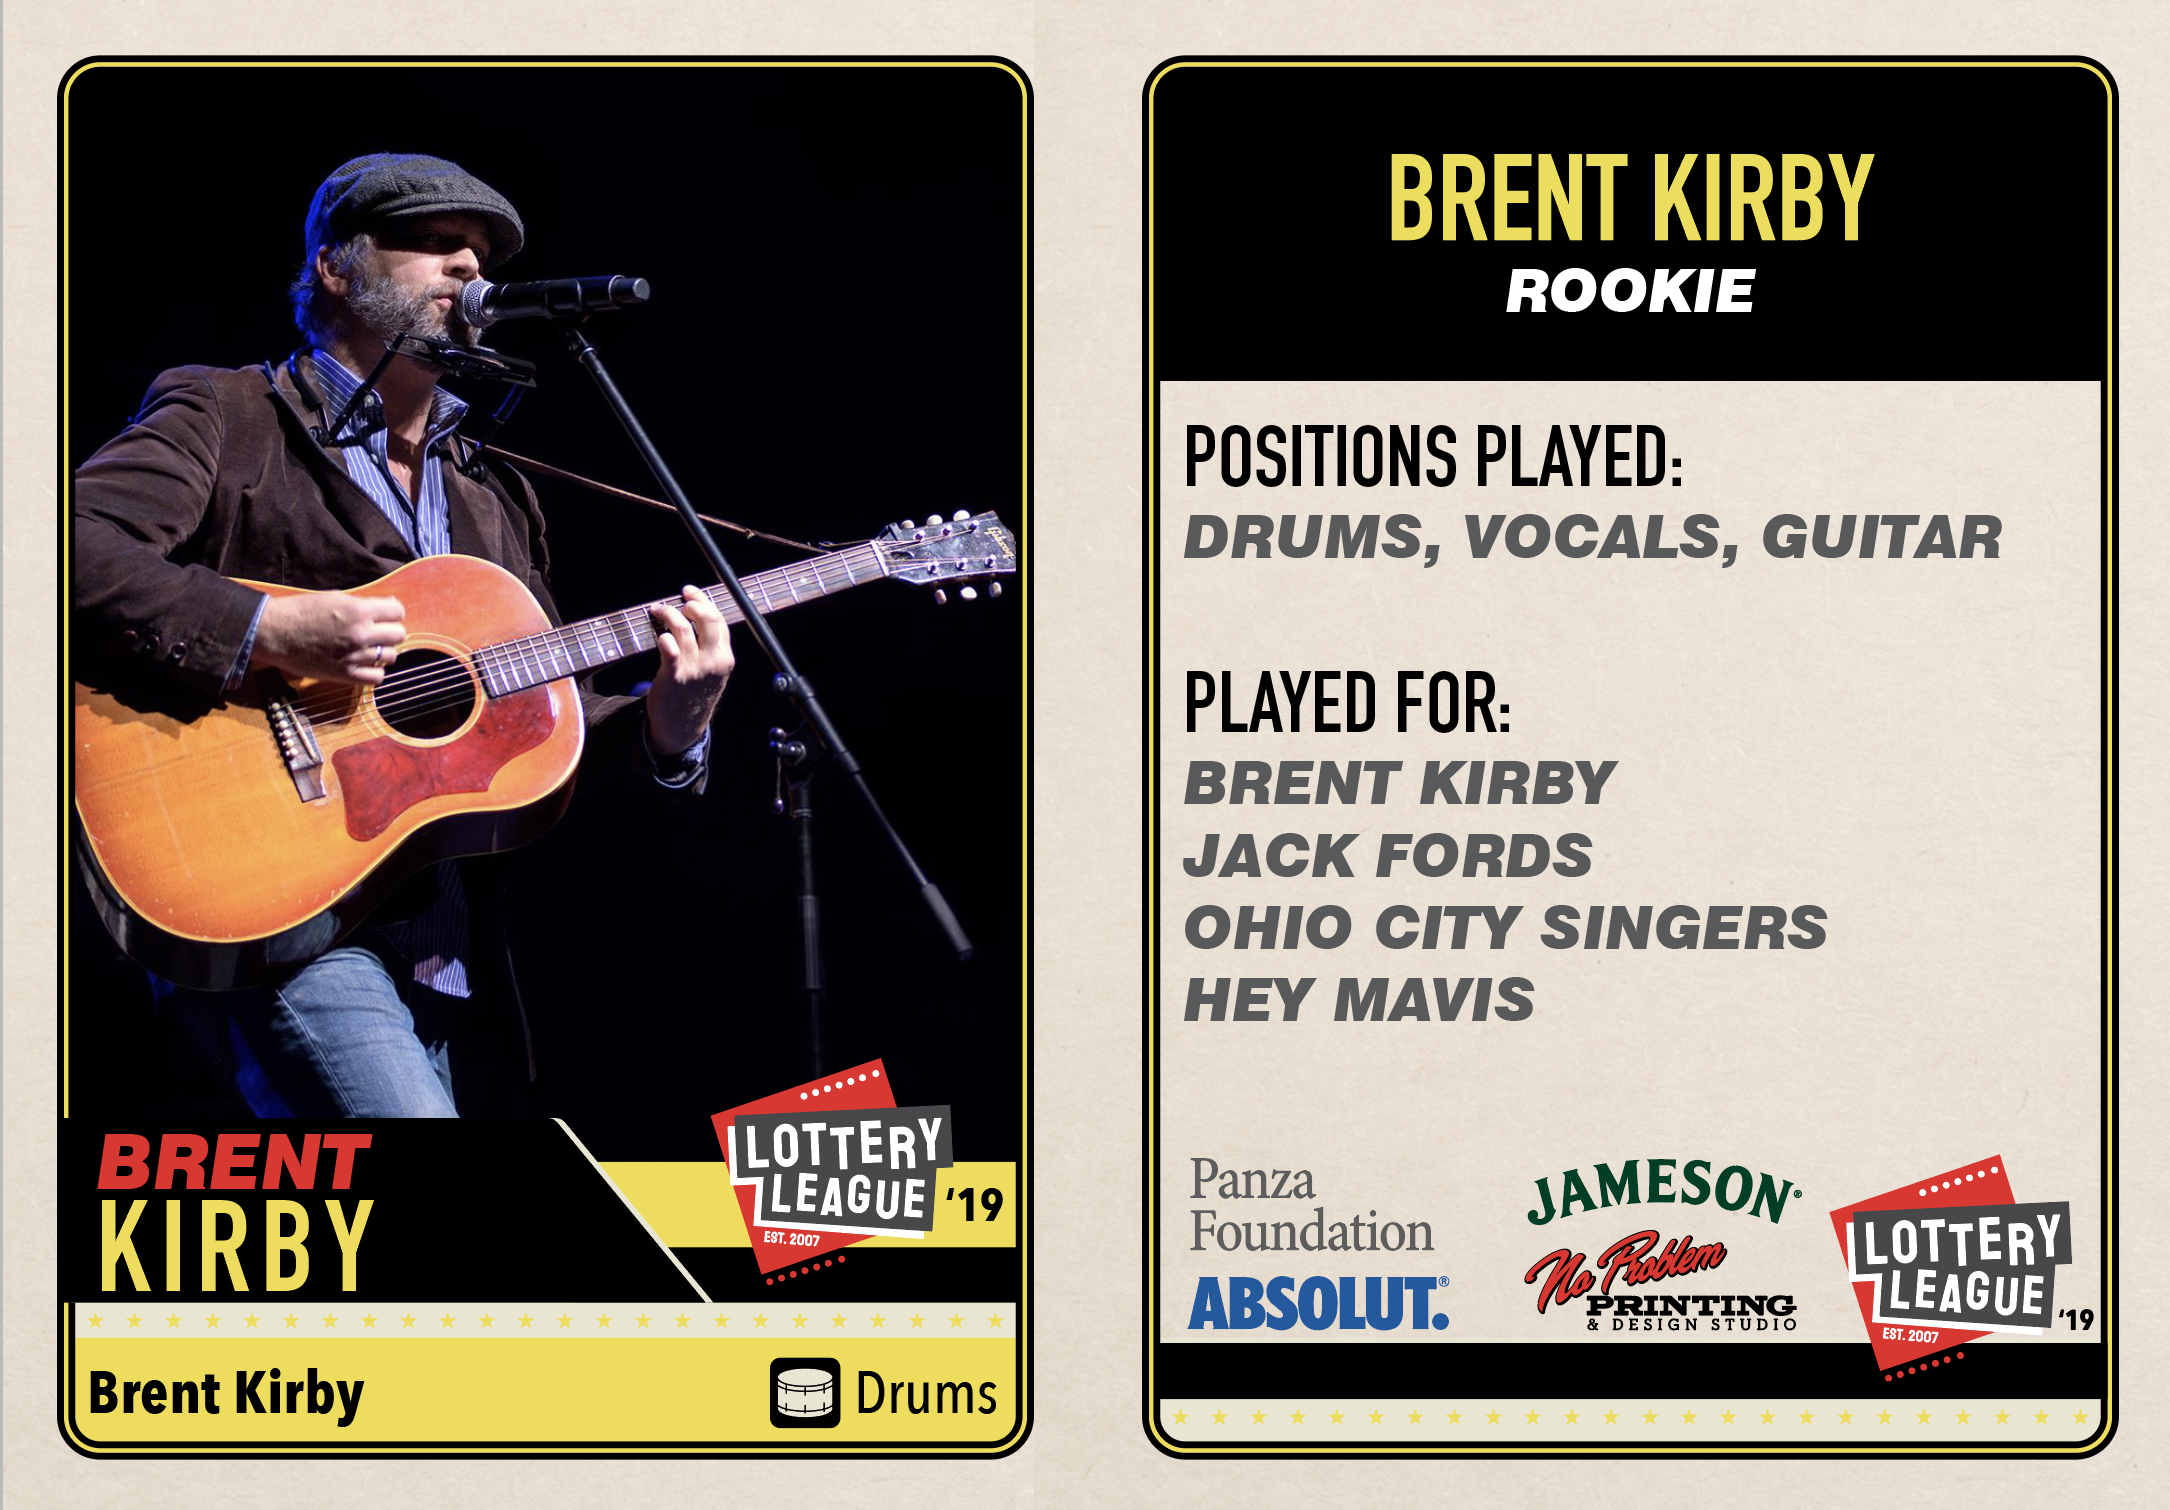 Gibson
BRENT
KIRBY
LOTTERY
LEAGUE
EST. 2007
'19
Brent Kirby
Drums
BRENT KIRBY
ROOKIE
POSITIONS PLAYED:
DRUMS, VOCALS, GUITAR
PLAYED FOR:
BRENT KIRBY
JACK FORDS
OHIO CITY SINGERS
HEY MAVIS
Panza
Foundation
ABSOLUT.®
JAMESON®
No Problem
PRINTING
& DESIGN STUDIO
LOTTERY
LEAGUE
EST. 2007
'19